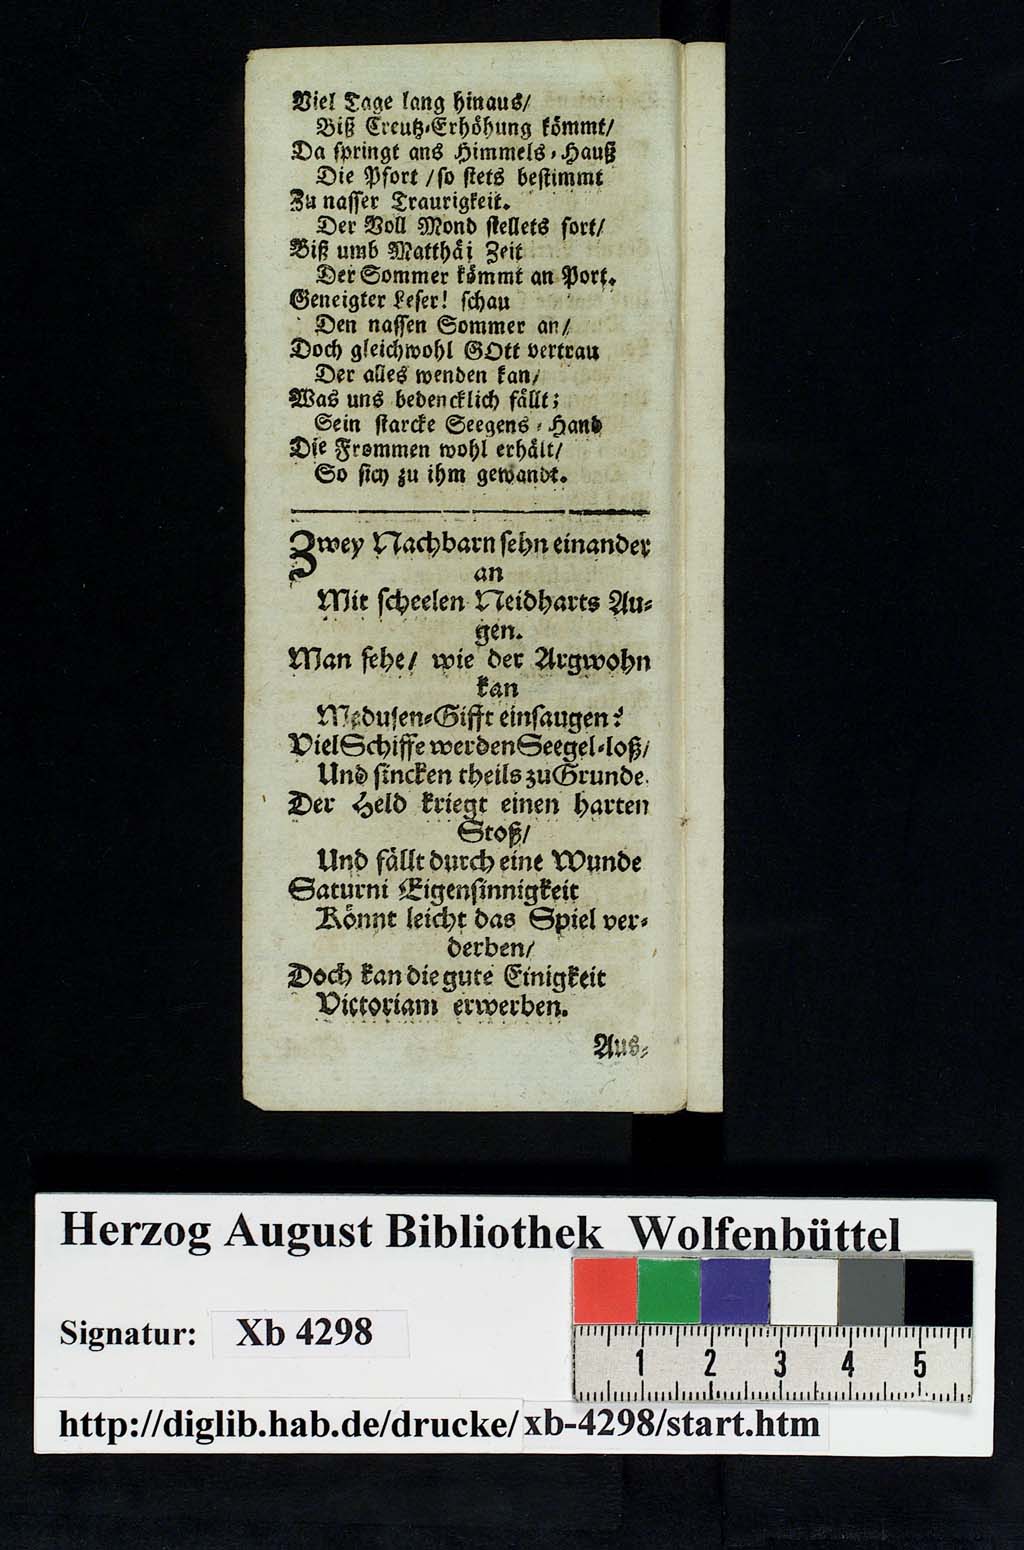 Viel Tage lang hinaus/
Biß Creutz-Erhöhung kömmt/
Da springt ans Himmels-Hauß
Die Pfort /so stets bestimmt
Zu nasser Traurigkeit.
Der Voll Mond stellets fort/
Biß umb Matthäi Zeit
Der Sommer kömmt an Port.
Geneigter Leser! schau
Den nassen Sommer an/
Doch gleichwohl GOtt vertrau
Der alles wenden kan/
Was uns bedencklich fällt;
Sein starcke Seegens-Hand
Die Frommen wohl erhält/
So sich zu ihm gewandt.
Zwey Nachbarn sehn einander
an
Mit scheelen Neidharts Au-
gen.
Man sehe/ wie der Argwohn
kan
Medusen-Gifft einsaugen?
Viel Schiffe werden Seegel-loß/
Und sincken theils zu Grunde.
Der Held kriegt einen harten
Stoß/
Und fällt durch eine Wunde
Saturni Eigensinnigkeit
Könnt leicht das Spiel ver-
derben/
Doch kan die gute Einigkeit
Victoriam erwerben.
Aus-
Herzog August Bibliothek Wolfenbüttel
Signatur: Xb 4298
1 2 3 4 5
http://diglib.hab.de/drucke/xb-4298/start.htm